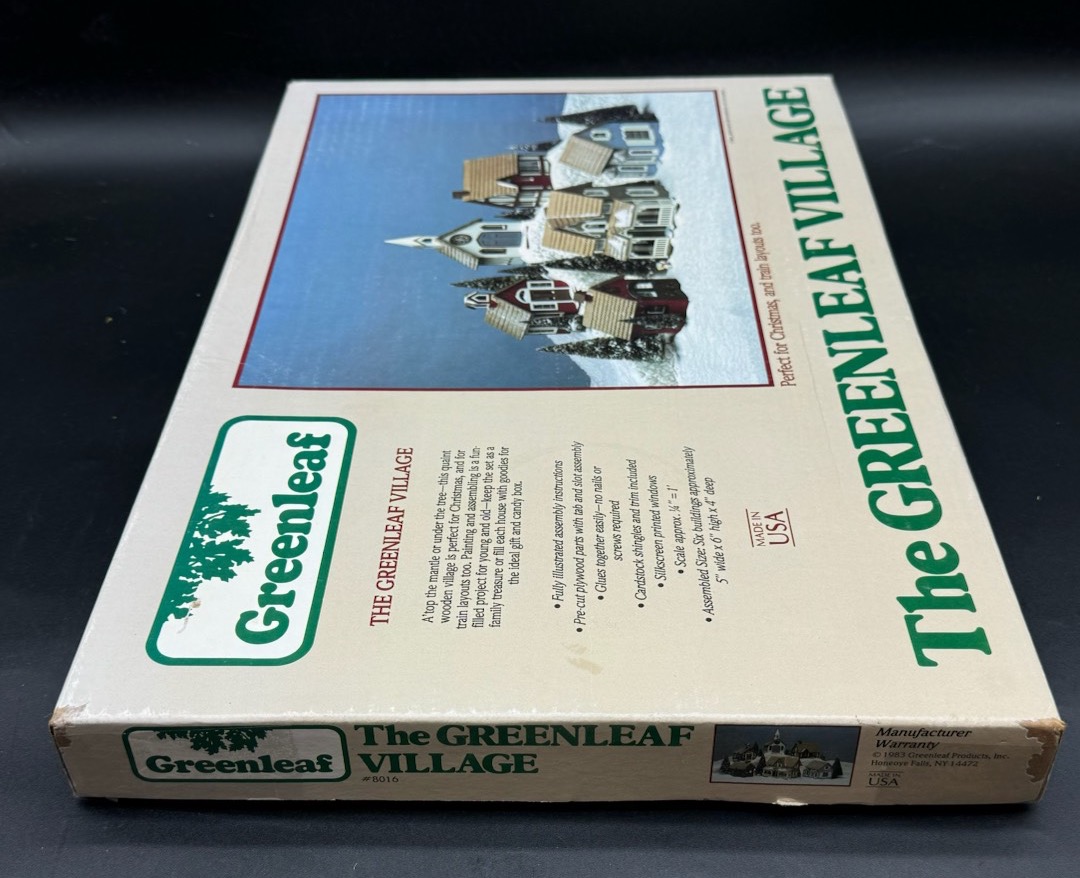 Greenleaf
THE GREENLEAF VILLAGE
A'top the mantle or under the tree—this quaint
wooden village is perfect for Christmas, and for
train layouts too. Painting and assembling is a fun-
filled project for young and old—keep the set as a
family treasure or fill each house with goodies for
the ideal gift and candy box.
• Fully illustrated assembly instructions
• Pre-cut plywood parts with tab and slot assembly
• Glues together easily—no nails or
screws required
• Cardstock shingles and trim included
• Silkscreen printed windows
• Scale approx. ¼" = 1'
• Assembled Size: Six buildings approximately
5" wide x 6" high x 4" deep
MADE IN
USA
Perfect for Christmas, and train layouts too.
The GREENLEAF VILLAGE
Greenleaf
The GREENLEAF
VILLAGE
#8016
Manufacturer
Warranty
© 1983 Greenleaf Products, Inc.
Honeoye Falls, NY 14472
MADE IN
USA